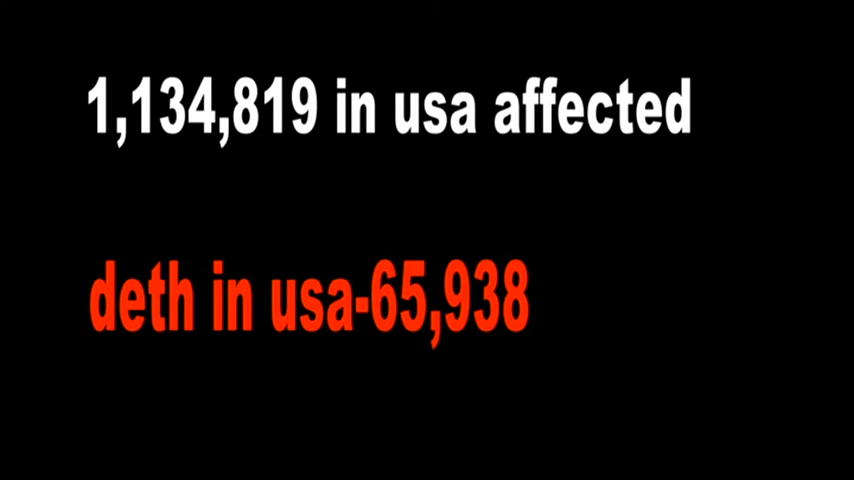 1,134,819 in usa affected
deth in usa-65,938